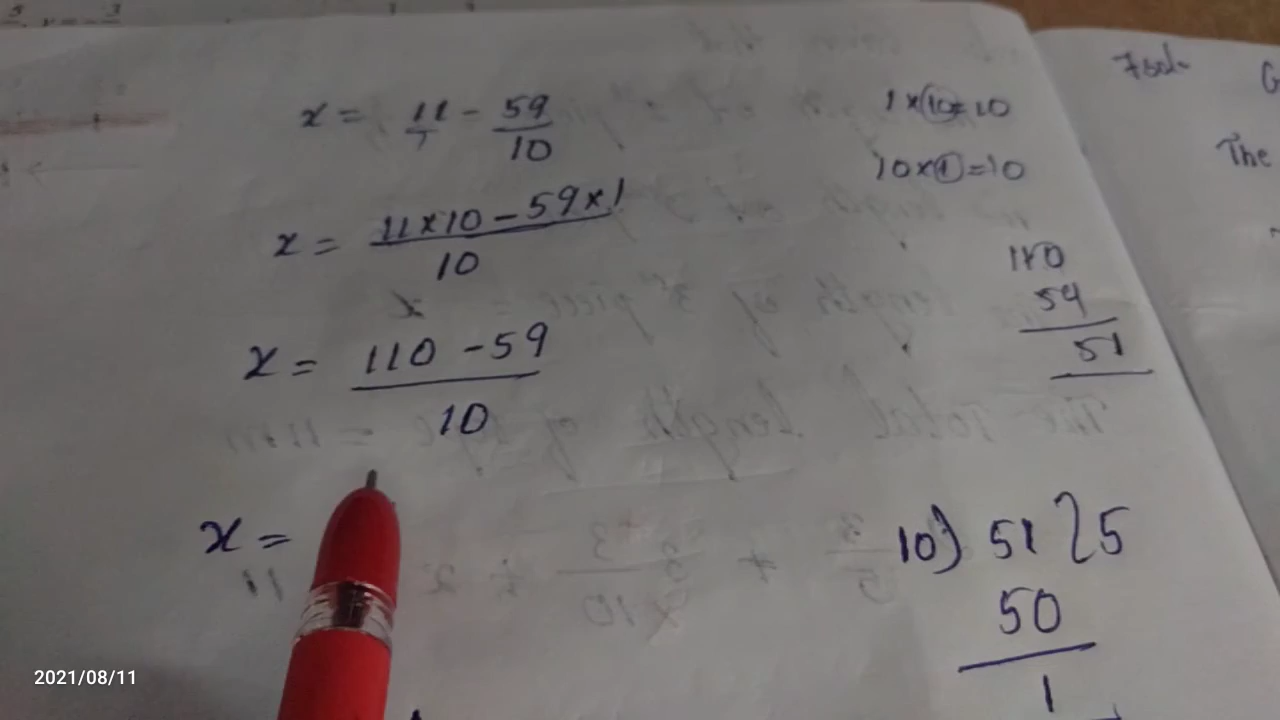 x = 11/1 - 59/10
x = 11×10 - 59×1 / 10
x = 110 - 59 / 10
x =
1×10=10
10×1=10
110
59
51
10) 51 ) 5
50
1
7sol.
G
The
2021/08/11